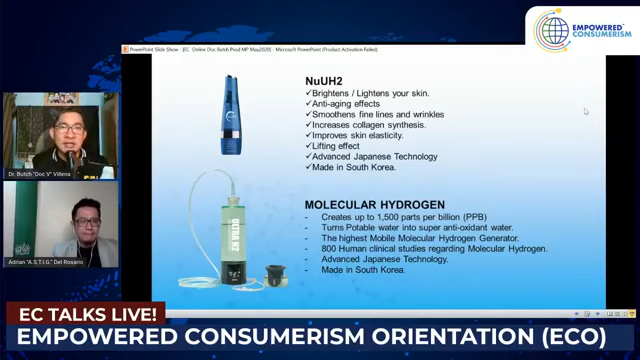 EMPOWERED
CONSUMERISM
PowerPoint Slide Show - [EC Online Doc Butch Prod MP May2020] - Microsoft PowerPoint (Product Activation Failed)
NuUH2
✓Brightens / Lightens your skin.
✓Anti-aging effects
✓Smoothens fine lines and wrinkles
✓Increases collagen synthesis.
✓Improves skin elasticity.
✓Lifting effect
✓Advanced Japanese Technology
✓Made in South Korea.
Dr. Butch "Doc V" Villena
ULTRA H2
MOLECULAR HYDROGEN
- Creates up to 1,500 parts per billion (PPB)
- Turns Potable water into super anti-oxidant water.
- The highest Mobile Molecular Hydrogen Generator.
- 800 Human clinical studies regarding Molecular Hydrogen.
- Advanced Japanese Technology.
- Made in South Korea.
Adrian "A.S.T.I.G." Del Rosario
EC TALKS LIVE!
EMPOWERED CONSUMERISM ORIENTATION (ECO)